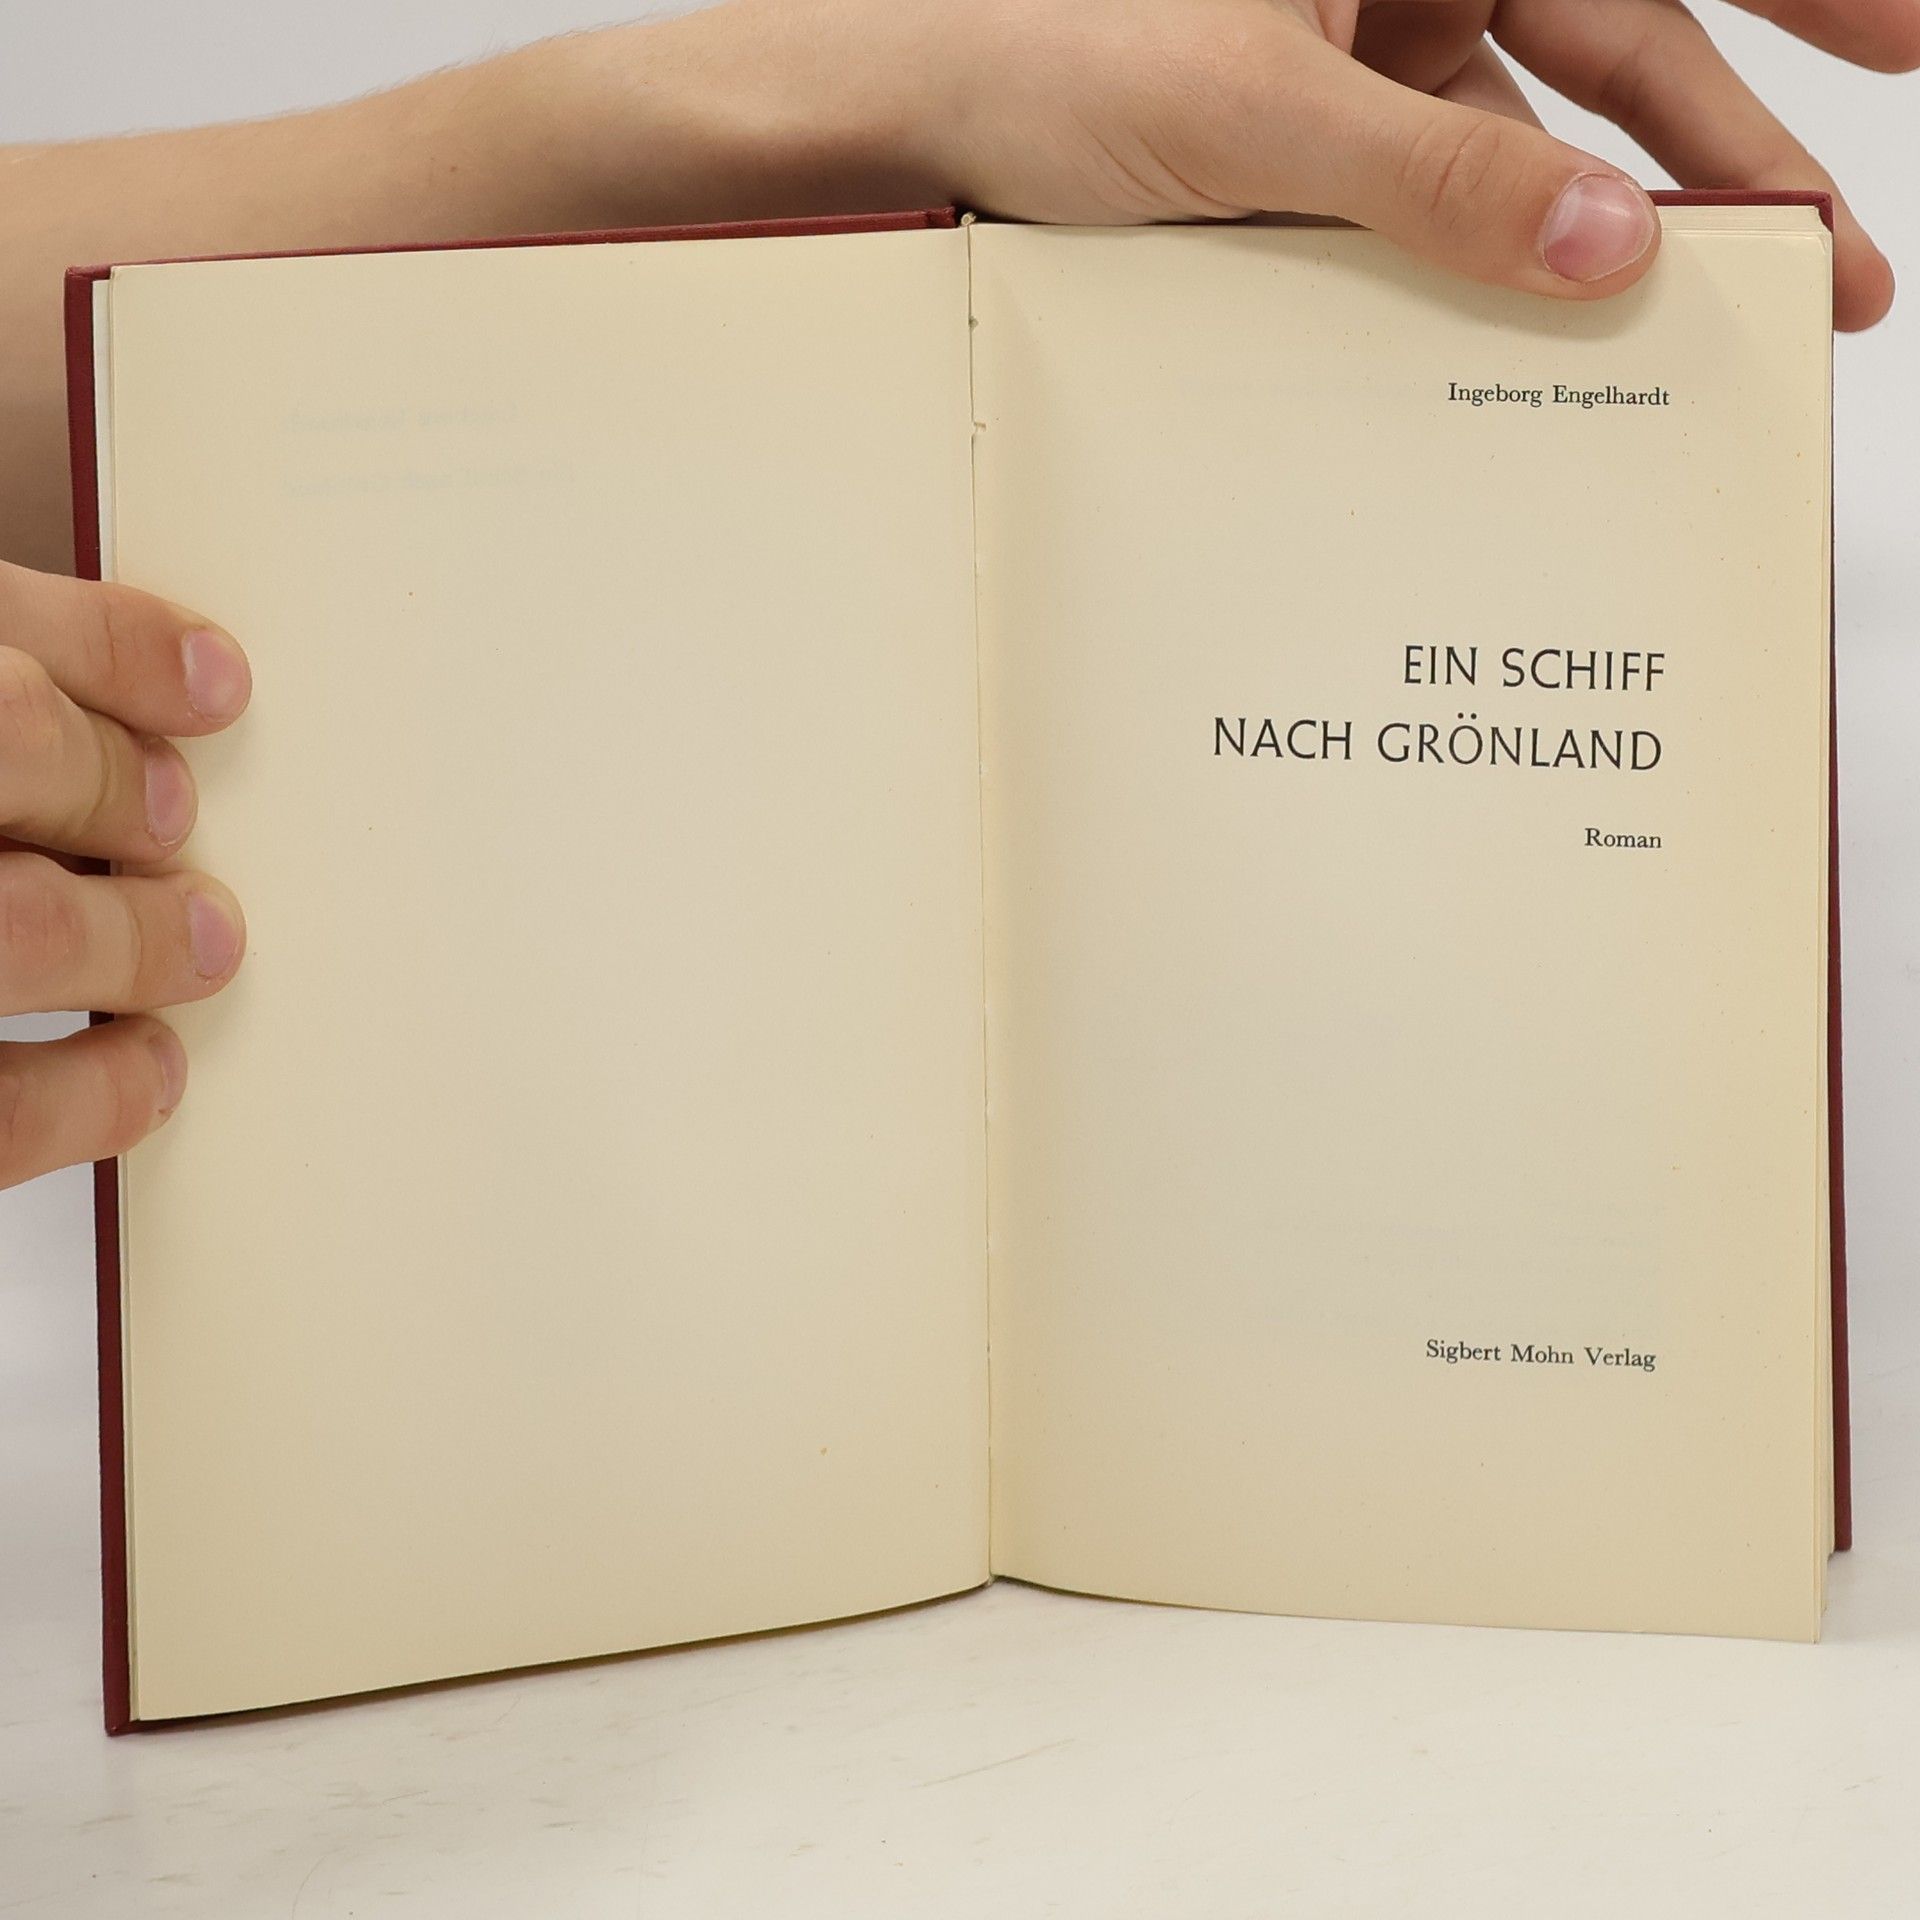 Ingeborg Engelhardt
EIN SCHIFF
NACH GRÖNLAND
Roman
Sigbert Mohn Verlag